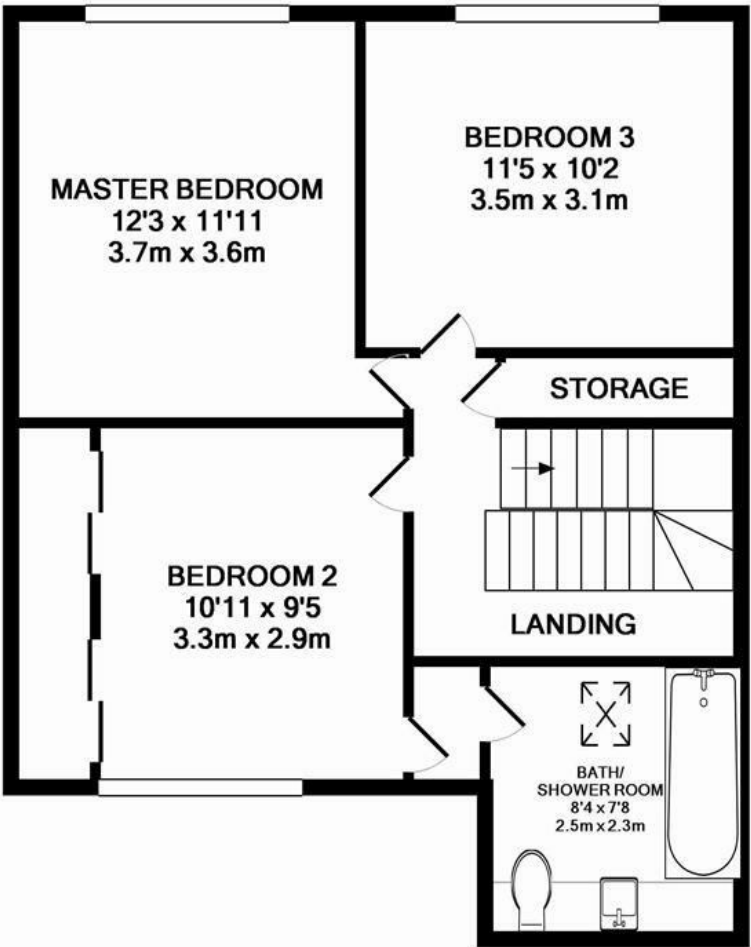 MASTER BEDROOM
12'3 x 11'11
3.7m x 3.6m
BEDROOM 3
11'5 x 10'2
3.5m x 3.1m
STORAGE
BEDROOM 2
10'11 x 9'5
3.3m x 2.9m
LANDING
BATH/
SHOWER ROOM
8'4 x 7'8
2.5m x 2.3m